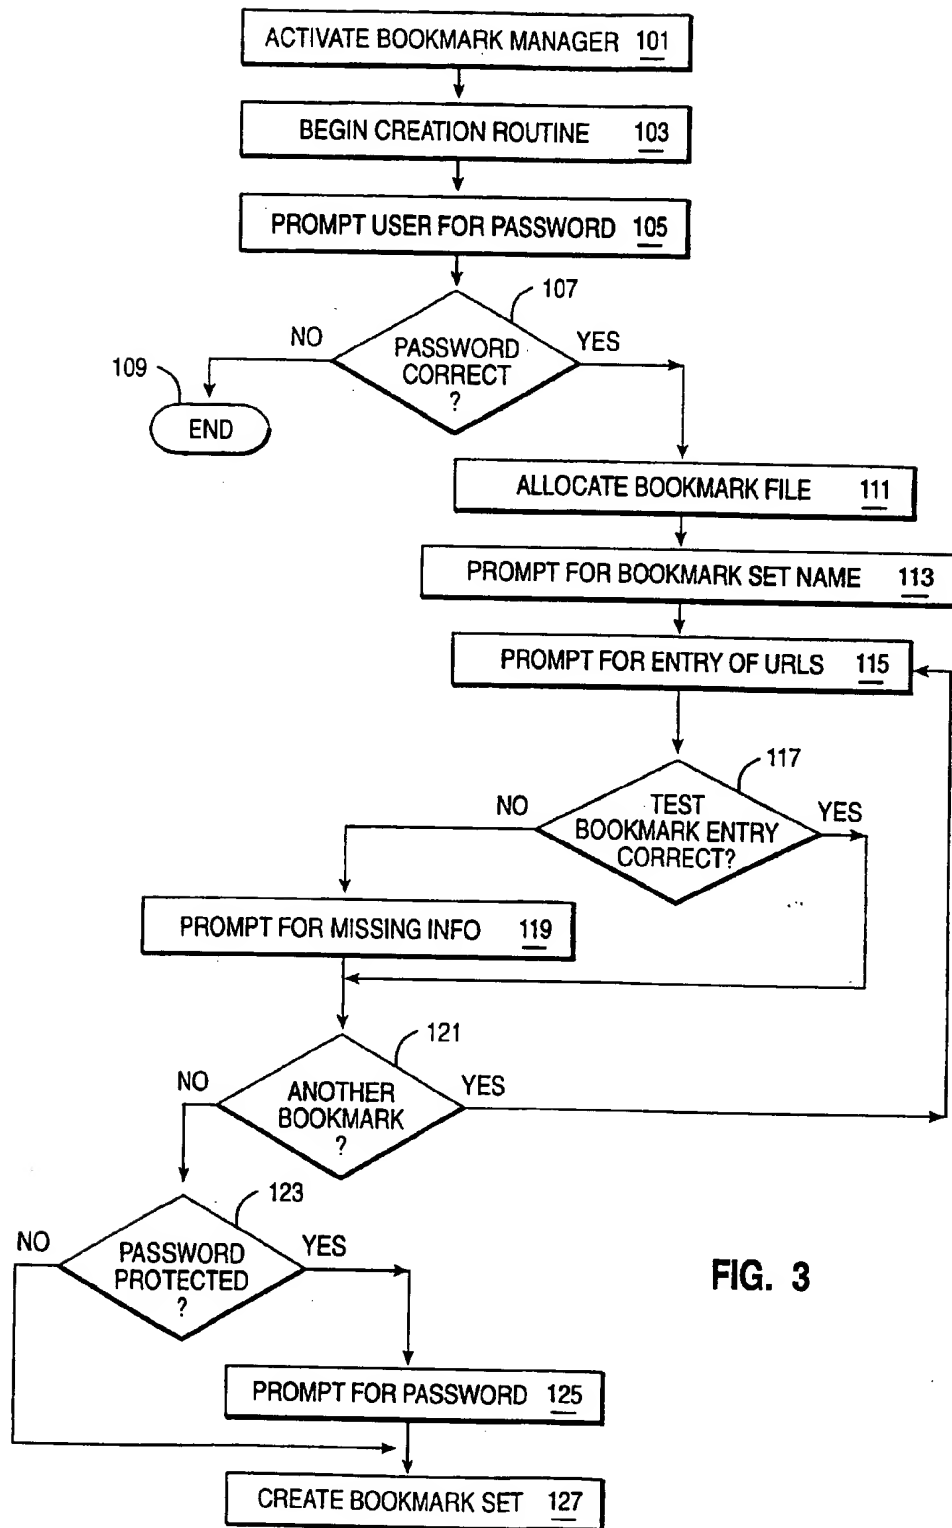 ACTIVATE BOOKMARK MANAGER 101
BEGIN CREATION ROUTINE 103
PROMPT USER FOR PASSWORD 105
107
NO
PASSWORD
CORRECT
?
YES
109
END
ALLOCATE BOOKMARK FILE 111
PROMPT FOR BOOKMARK SET NAME 113
PROMPT FOR ENTRY OF URLS 115
117
NO
TEST
BOOKMARK ENTRY
CORRECT?
YES
PROMPT FOR MISSING INFO 119
121
NO
ANOTHER
BOOKMARK
?
YES
123
NO
PASSWORD
PROTECTED
?
YES
FIG. 3
PROMPT FOR PASSWORD 125
CREATE BOOKMARK SET 127